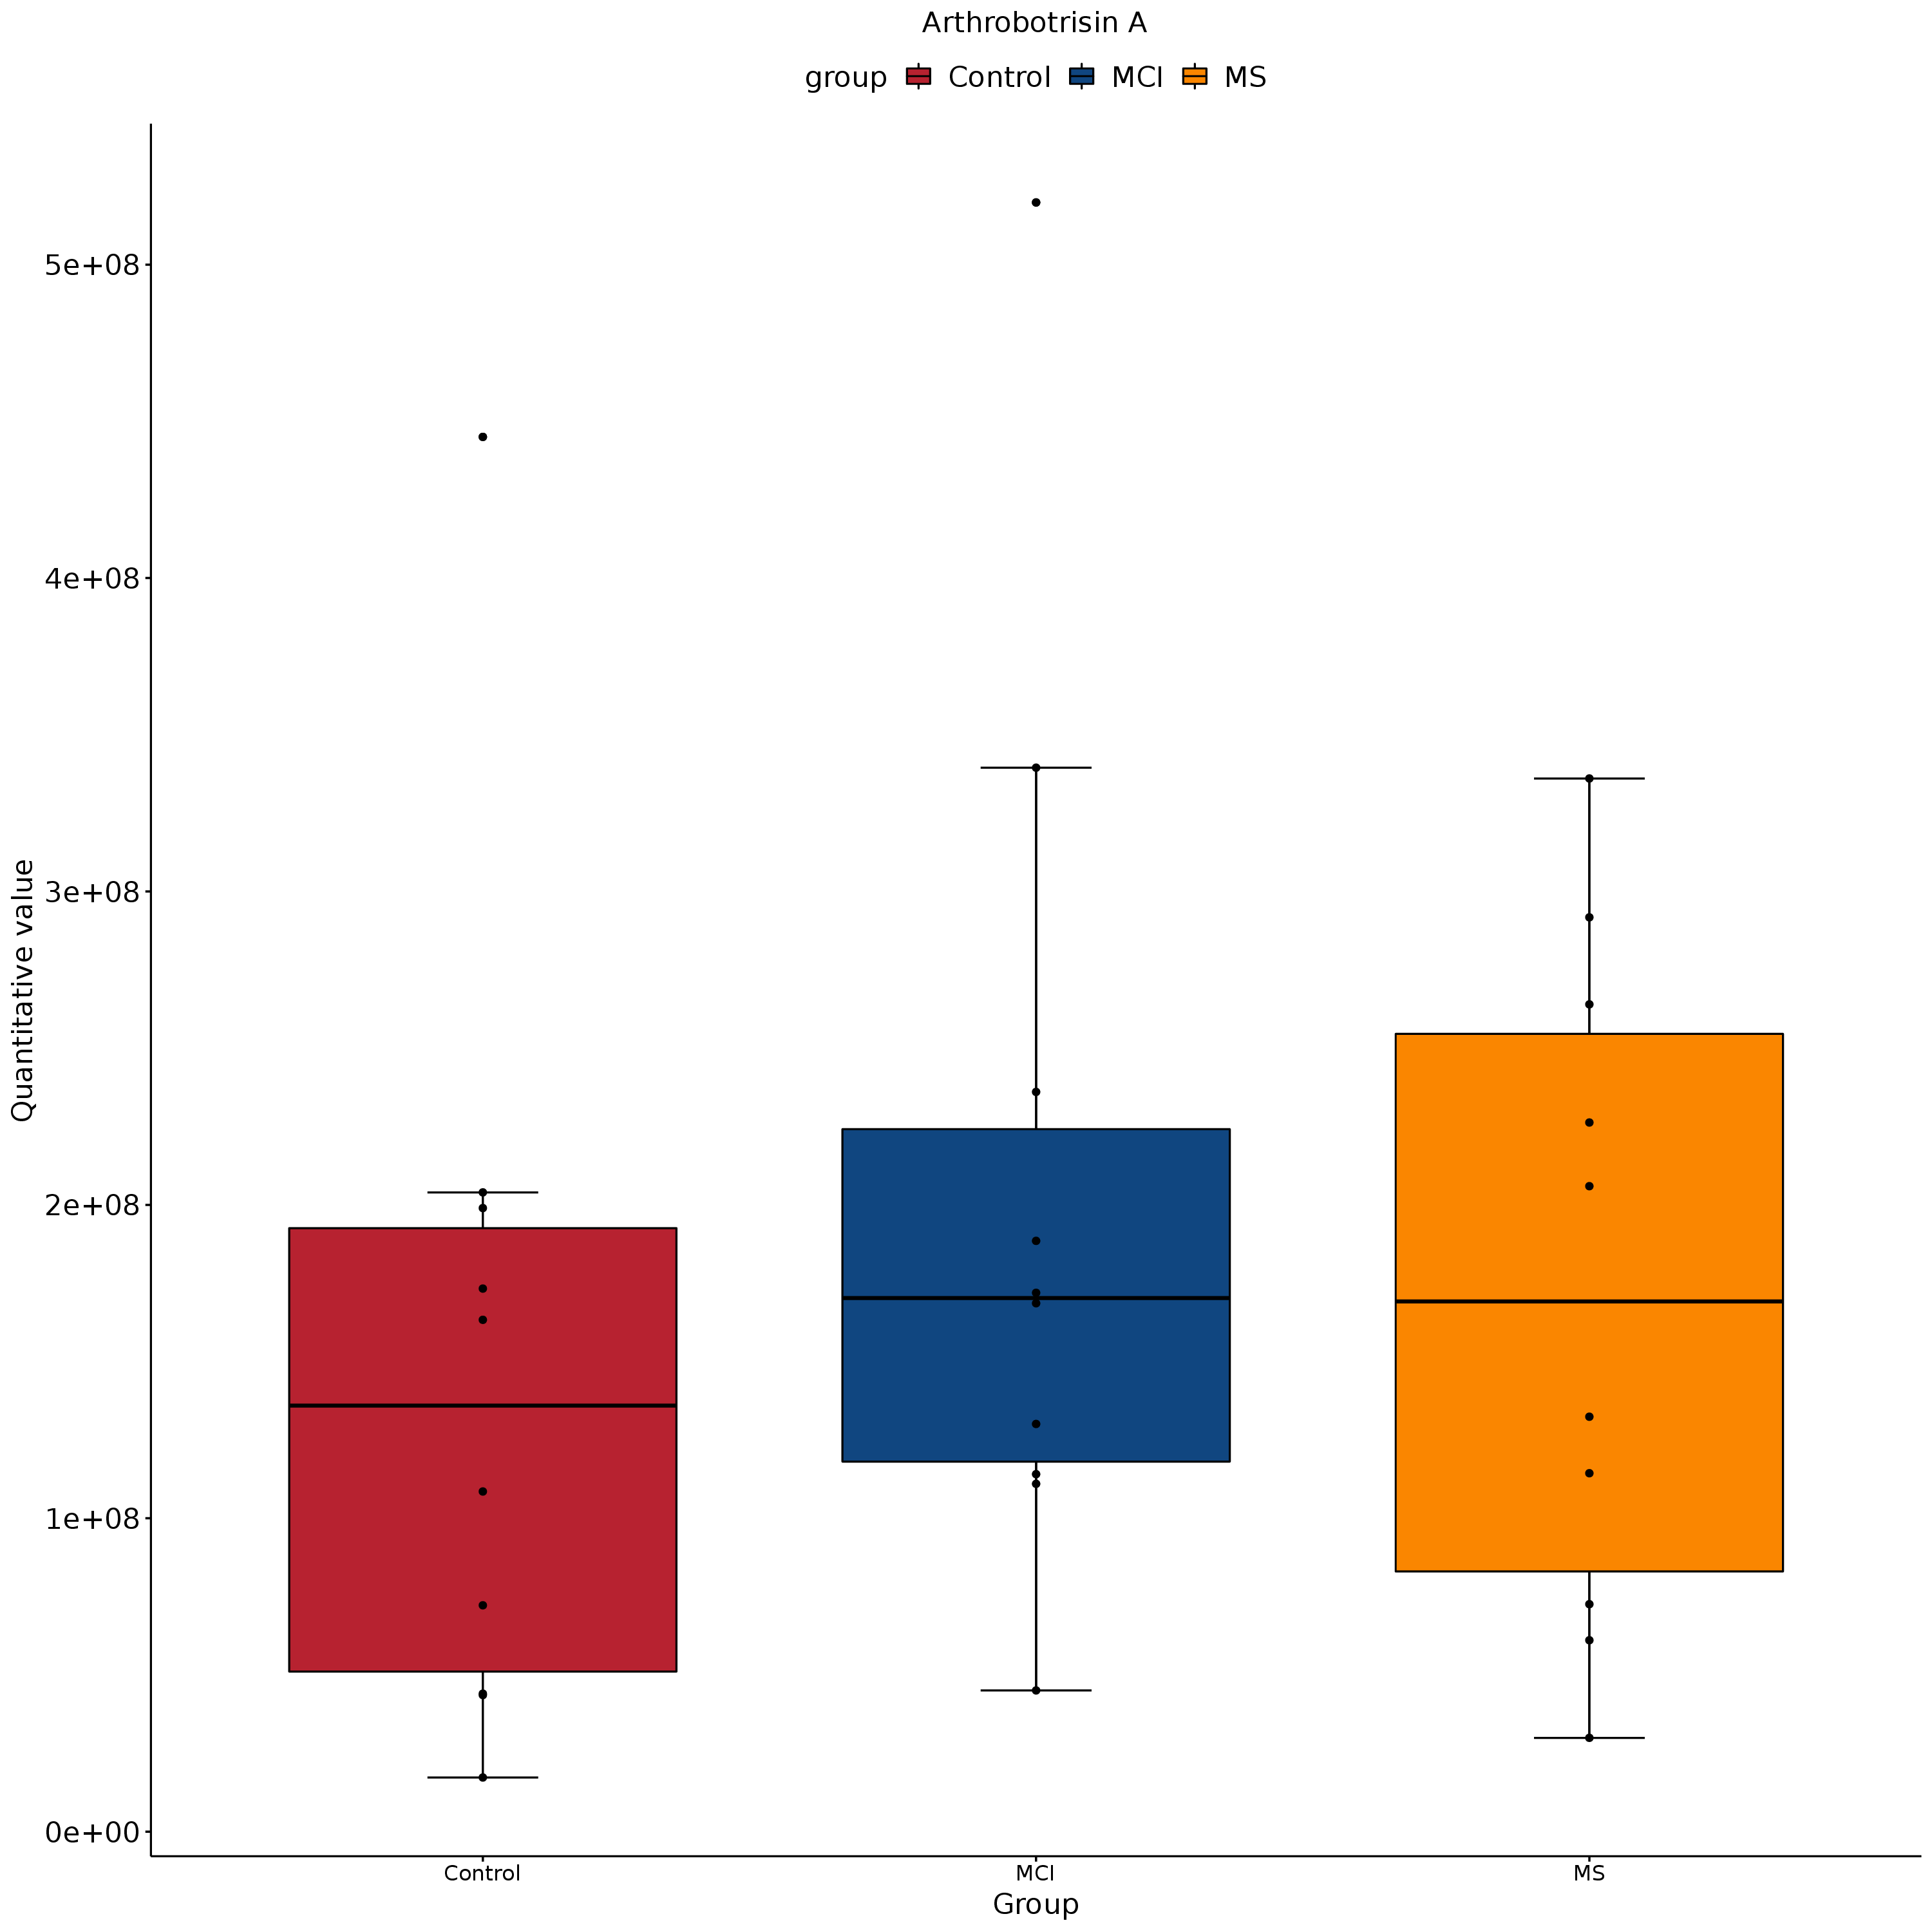 Arthrobotrisin A
group Control MCI MS
Quantitative value
5e+08
4e+08
3e+08
2e+08
1e+08
0e+00
Control MCI MS
Group